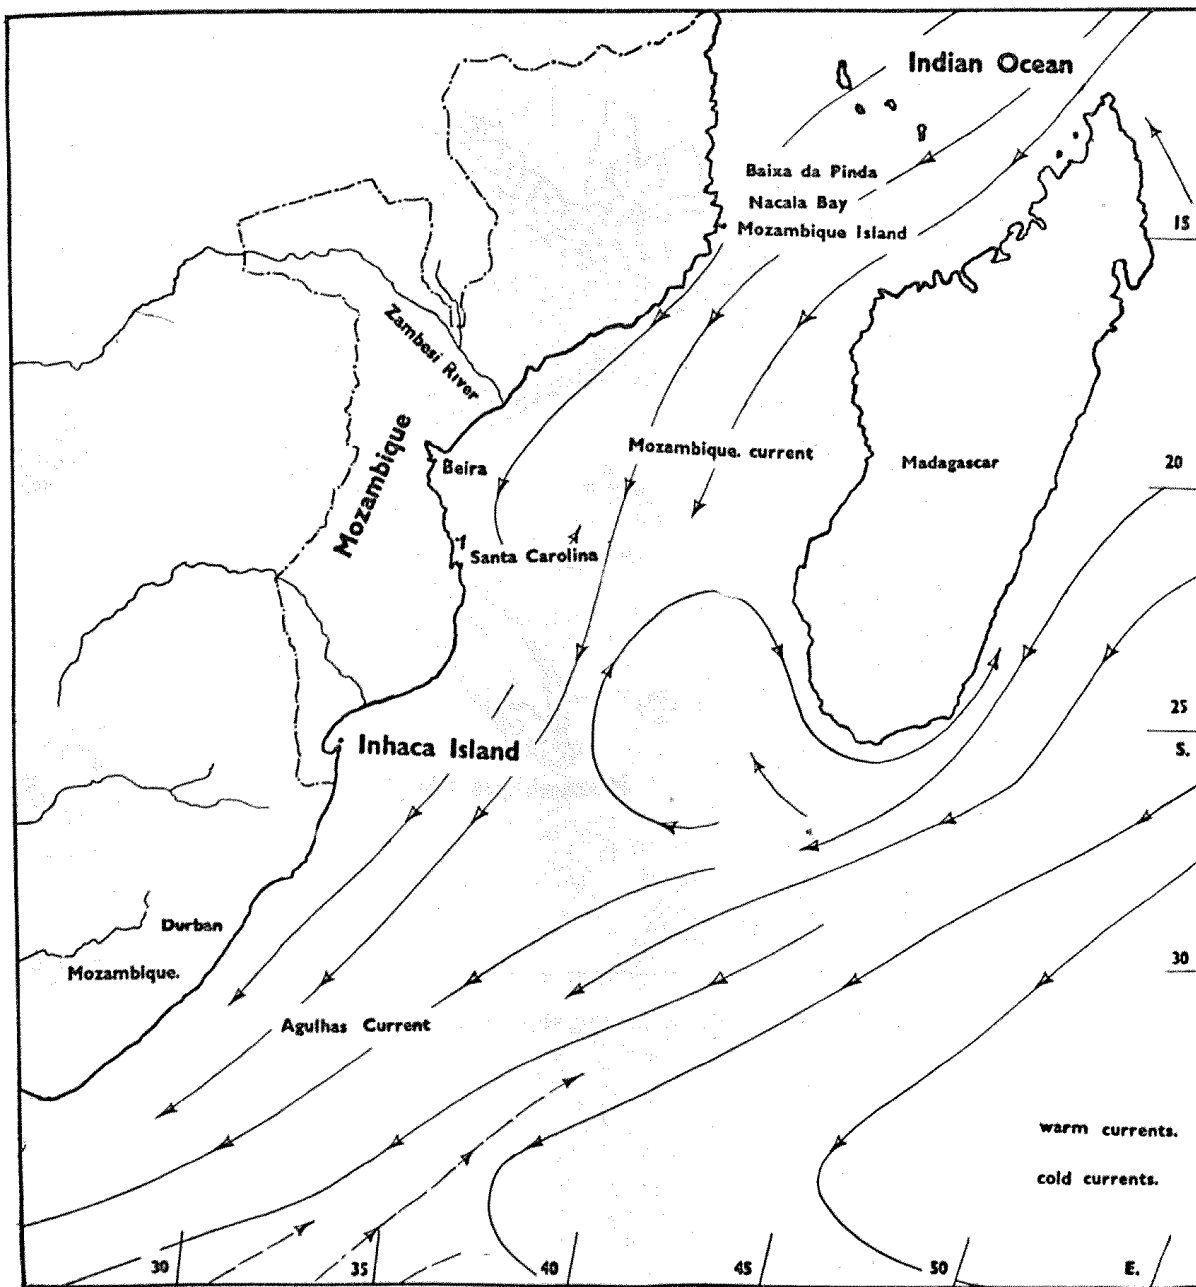 Indian Ocean
Baixa da Pinda
Nacala Bay
Mozambique Island
15
Zambesi River
Mozambique
Beira
Mozambique. current
Madagascar
20
Santa Carolina
25
S.
Inhaca Island
Durban
Mozambique.
30
Agulhas Current
warm currents.
cold currents.
30
35
40
45
50
E.